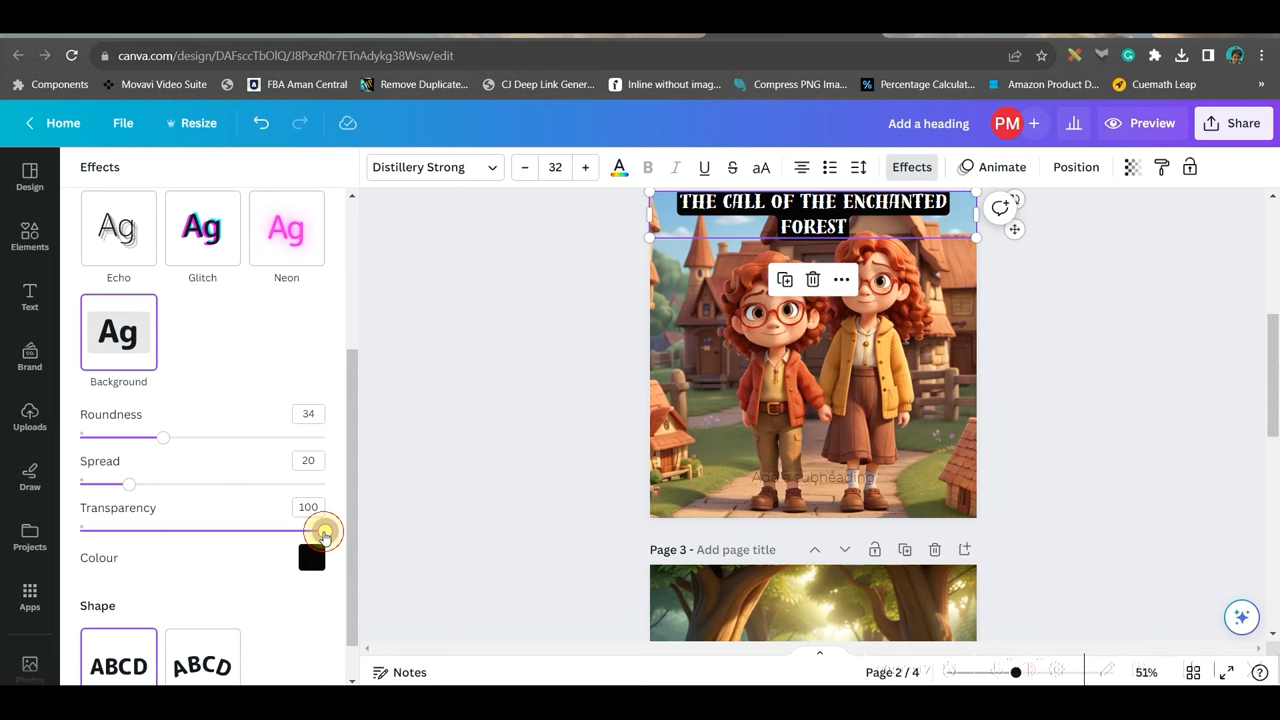 canva.com/design/DAFsccTbOlQ/J8PxzR0r7ETnAdykg38Wsw/edit
Components Movavi Video Suite FBA Aman Central Remove Duplicate... CJ Deep Link Gener... Inline without imag... Compress PNG Ima... Percentage Calculat... Amazon Product D... Cuemath Leap »
Home File Resize Add a heading PM + Preview Share
Design
Elements
Text
Brand
Uploads
Draw
Projects
Apps
Photos
Effects
Ag Ag Ag
Echo Glitch Neon
Ag
Background
Roundness 34
Spread 20
Transparency 100
Colour
Shape
ABCD ABCD
Distillery Strong − 32 + A B I U S aA Effects Animate Position
THE CALL OF THE ENCHANTED
FOREST
Add a subheading
Page 3 - Add page title
Notes Page 2 / 4 51%